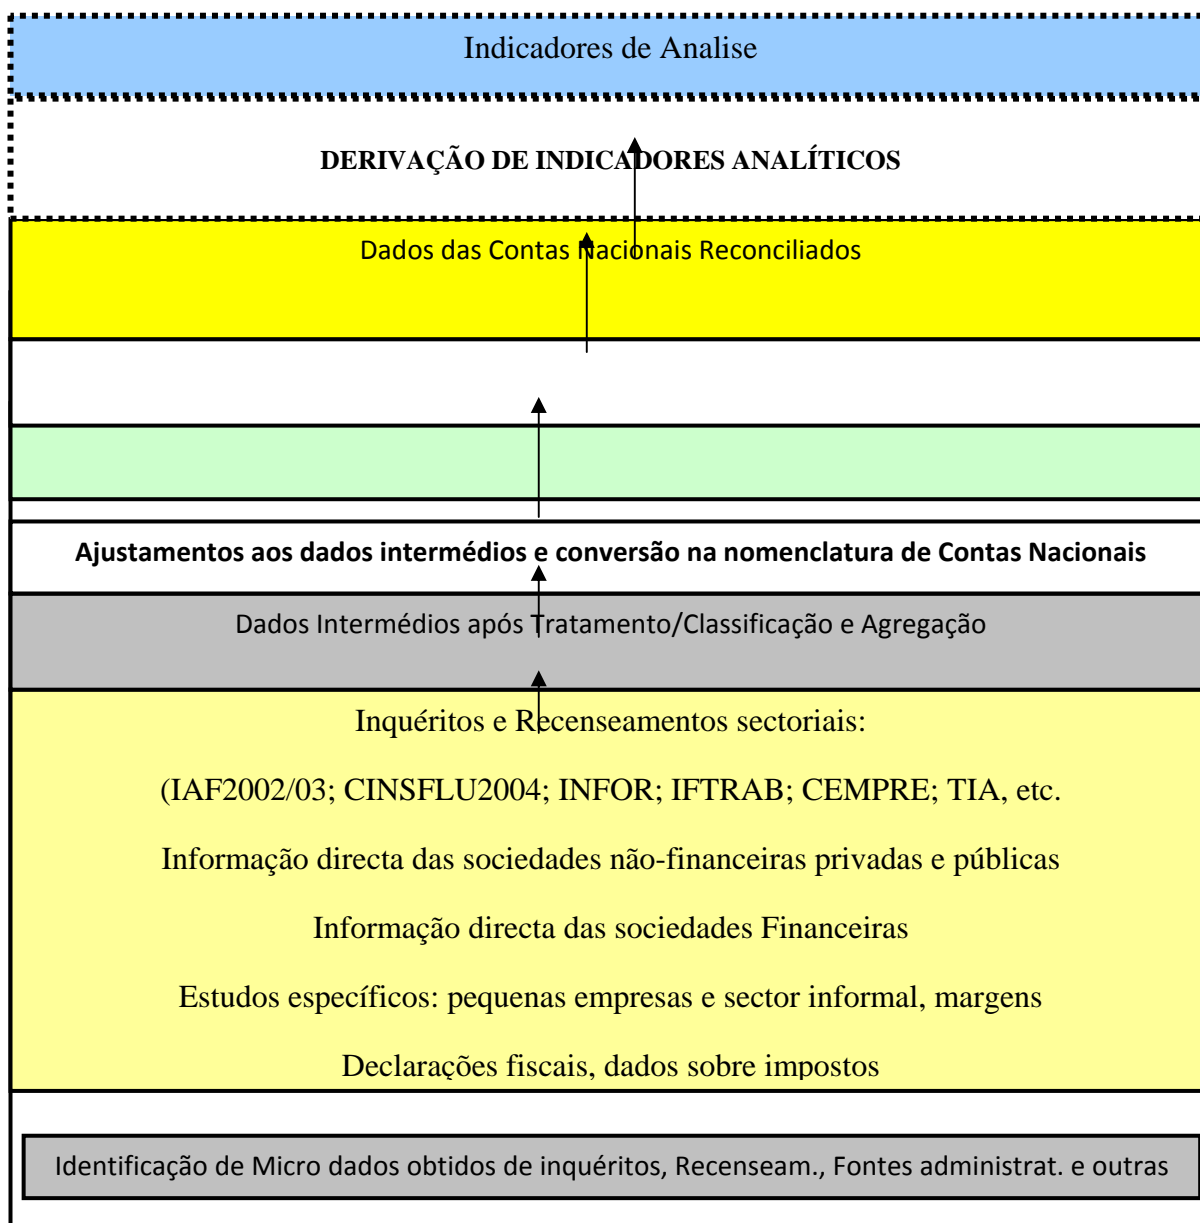 Indicadores de Analise
DERIVAÇÃO DE INDICADORES ANALÍTICOS
Dados das Contas Nacionais Reconciliados
Ajustamentos aos dados intermédios e conversão na nomenclatura de Contas Nacionais
Dados Intermédios após Tratamento/Classificação e Agregação
Inquéritos e Recenseamentos sectoriais:
(IAF2002/03; CINSFLU2004; INFOR; IFTRAB; CEMPRE; TIA, etc.
Informação directa das sociedades não-financeiras privadas e públicas
Informação directa das sociedades Financeiras
Estudos específicos: pequenas empresas e sector informal, margens
Declarações fiscais, dados sobre impostos
Identificação de Micro dados obtidos de inquéritos, Recenseam., Fontes administrat. e outras